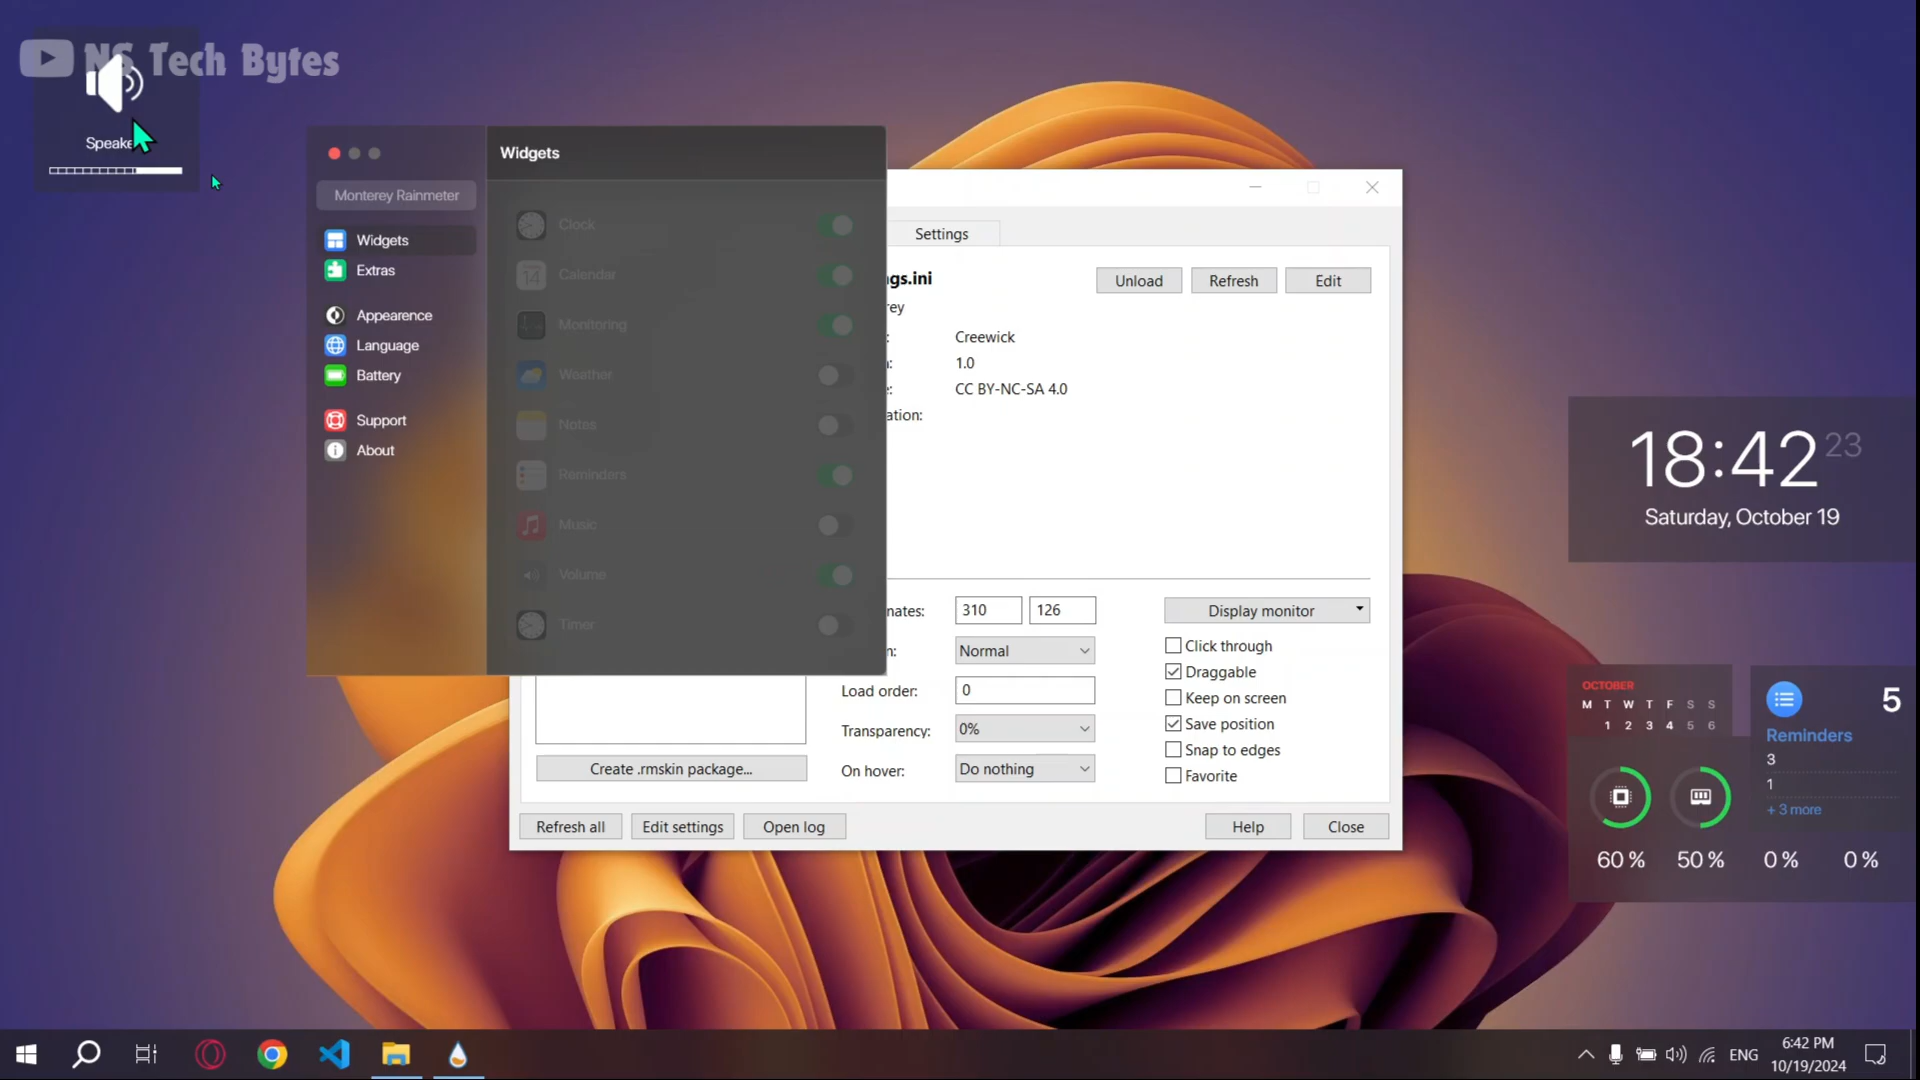 NS Tech Bytes
Speake
Monterey Rainmeter
Widgets
Extras
Appearence
Language
Battery
Support
About
Widgets
Clock
14
Calendar
Monitoring
Weather
Notes
Reminders
Music
Volume
Timer
Settings
gs.ini
Unload
Refresh
Edit
ey
: Creewick
n: 1.0
e: CC BY-NC-SA 4.0
ation:
nates: 310 126
Display monitor
n: Normal
Load order: 0
Transparency: 0%
On hover: Do nothing
Click through
Draggable
Keep on screen
Save position
Snap to edges
Favorite
Create .rmskin package...
Refresh all
Edit settings
Open log
Help
Close
18:42 23
Saturday, October 19
OCTOBER
M T W T F S S
1 2 3 4 5 6
5
Reminders
3
1
+ 3 more
60 % 50 % 0 % 0 %
ENG
6:42 PM
10/19/2024